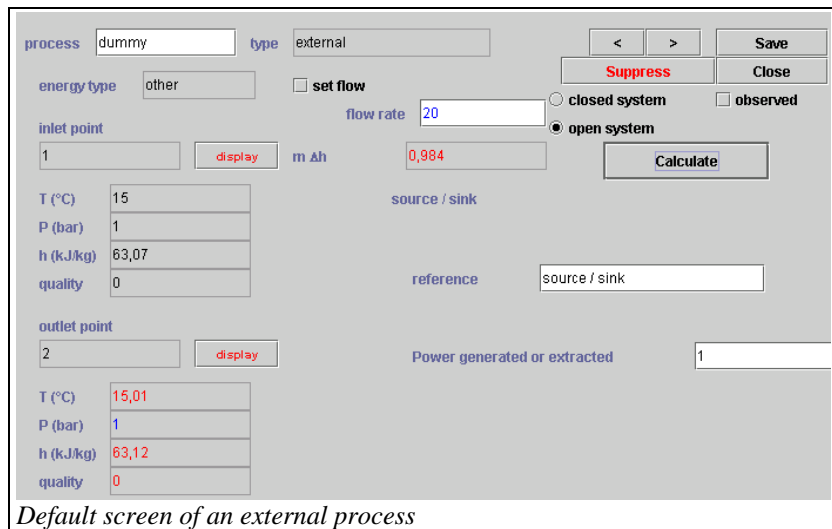 process dummy type external < > Save
Suppress Close
energy type other set flow
closed system observed
flow rate 20
inlet point open system
1 display m Δh 0,984 Calculate
T (°C) 15 source / sink
P (bar) 1
h (kJ/kg) 63,07
quality 0 reference source / sink
outlet point
2 display Power generated or extracted 1
T (°C) 15,01
P (bar) 1
h (kJ/kg) 63,12
quality 0
Default screen of an external process